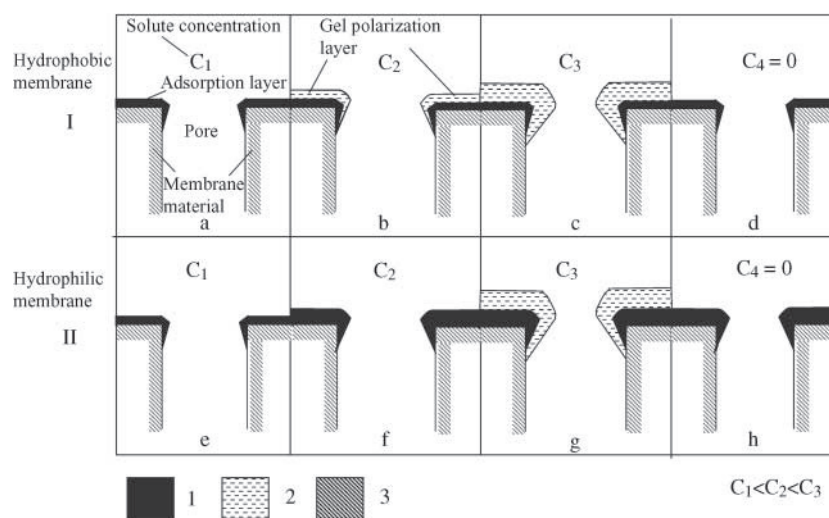 Solute concentration
Gel polarization
layer
Hydrophobic
membrane
C1
C2
C3
C4 = 0
Adsorption layer
I
Pore
Membrane
material
a
b
c
d
Hydrophilic
membrane
C1
C2
C3
C4 = 0
II
e
f
g
h
1
2
3
C1<C2<C3